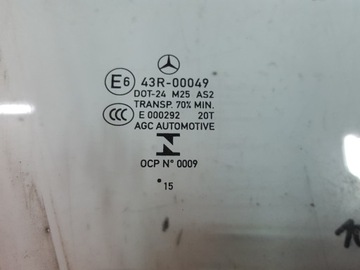 E6 43R-00049
DOT-24 M25 AS2
TRANSP. 70% MIN.
CCC E 000292 20T
AGC AUTOMOTIVE
N
OCP N° 0009
• 15